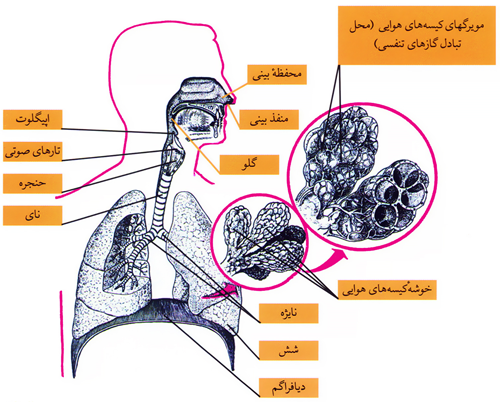 مویرگهای کیسه‌های هوایی (محل
تبادل گازهای تنفسی)
محفظهٔ بینی
منفذ بینی
اپیگلوت
تارهای صوتی
گلو
حنجره
نای
خوشه‌کیسه‌های هوایی
نایژه
شش
دیافراگم